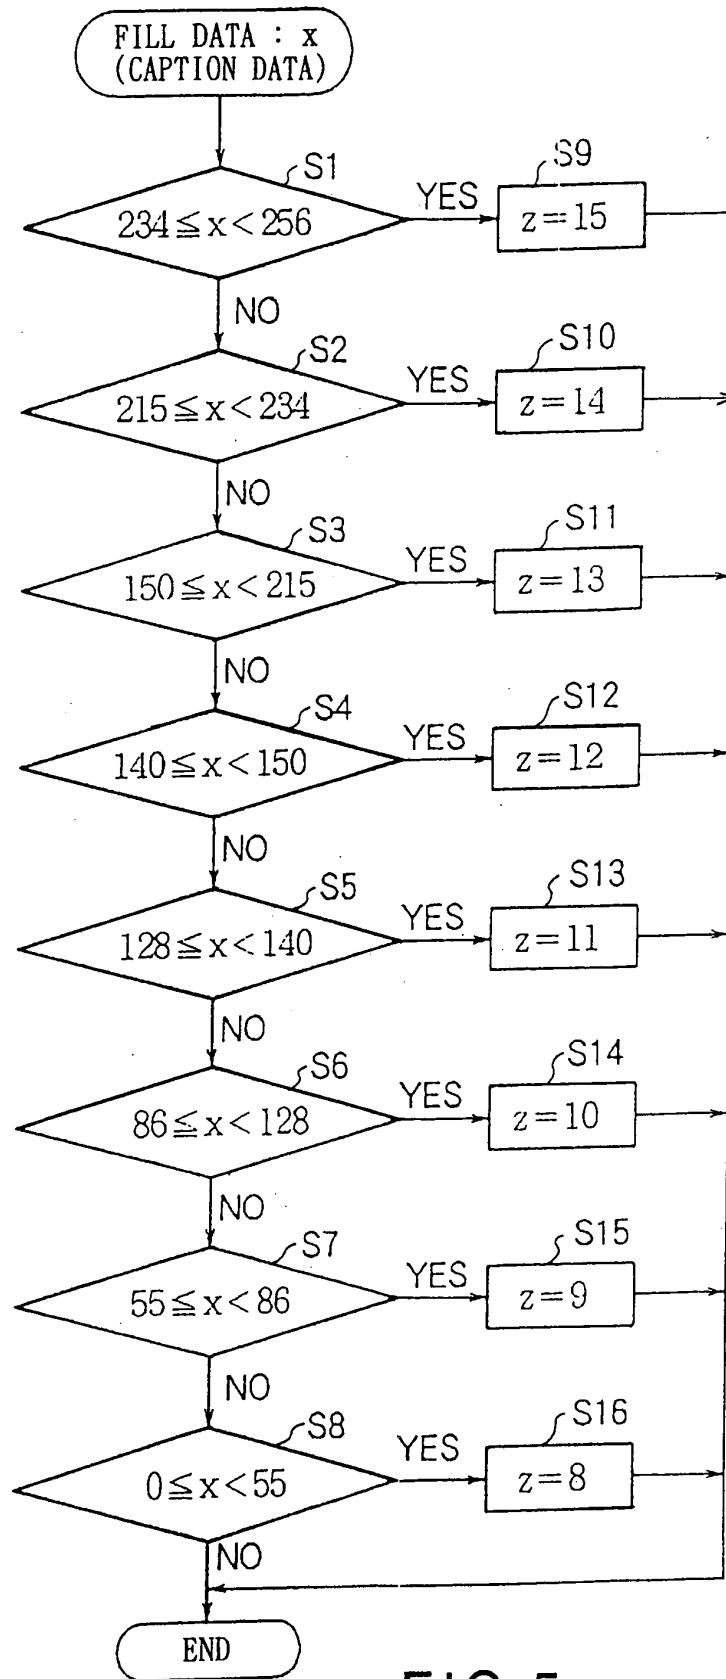 FILL DATA : x
(CAPTION DATA)
S1
234≦x<256
YES
S9
z=15
NO
S2
215≦x<234
YES
S10
z=14
NO
S3
150≦x<215
YES
S11
z=13
NO
S4
140≦x<150
YES
S12
z=12
NO
S5
128≦x<140
YES
S13
z=11
NO
S6
86≦x<128
YES
S14
z=10
NO
S7
55≦x<86
YES
S15
z=9
NO
S8
0≦x<55
YES
S16
z=8
NO
END